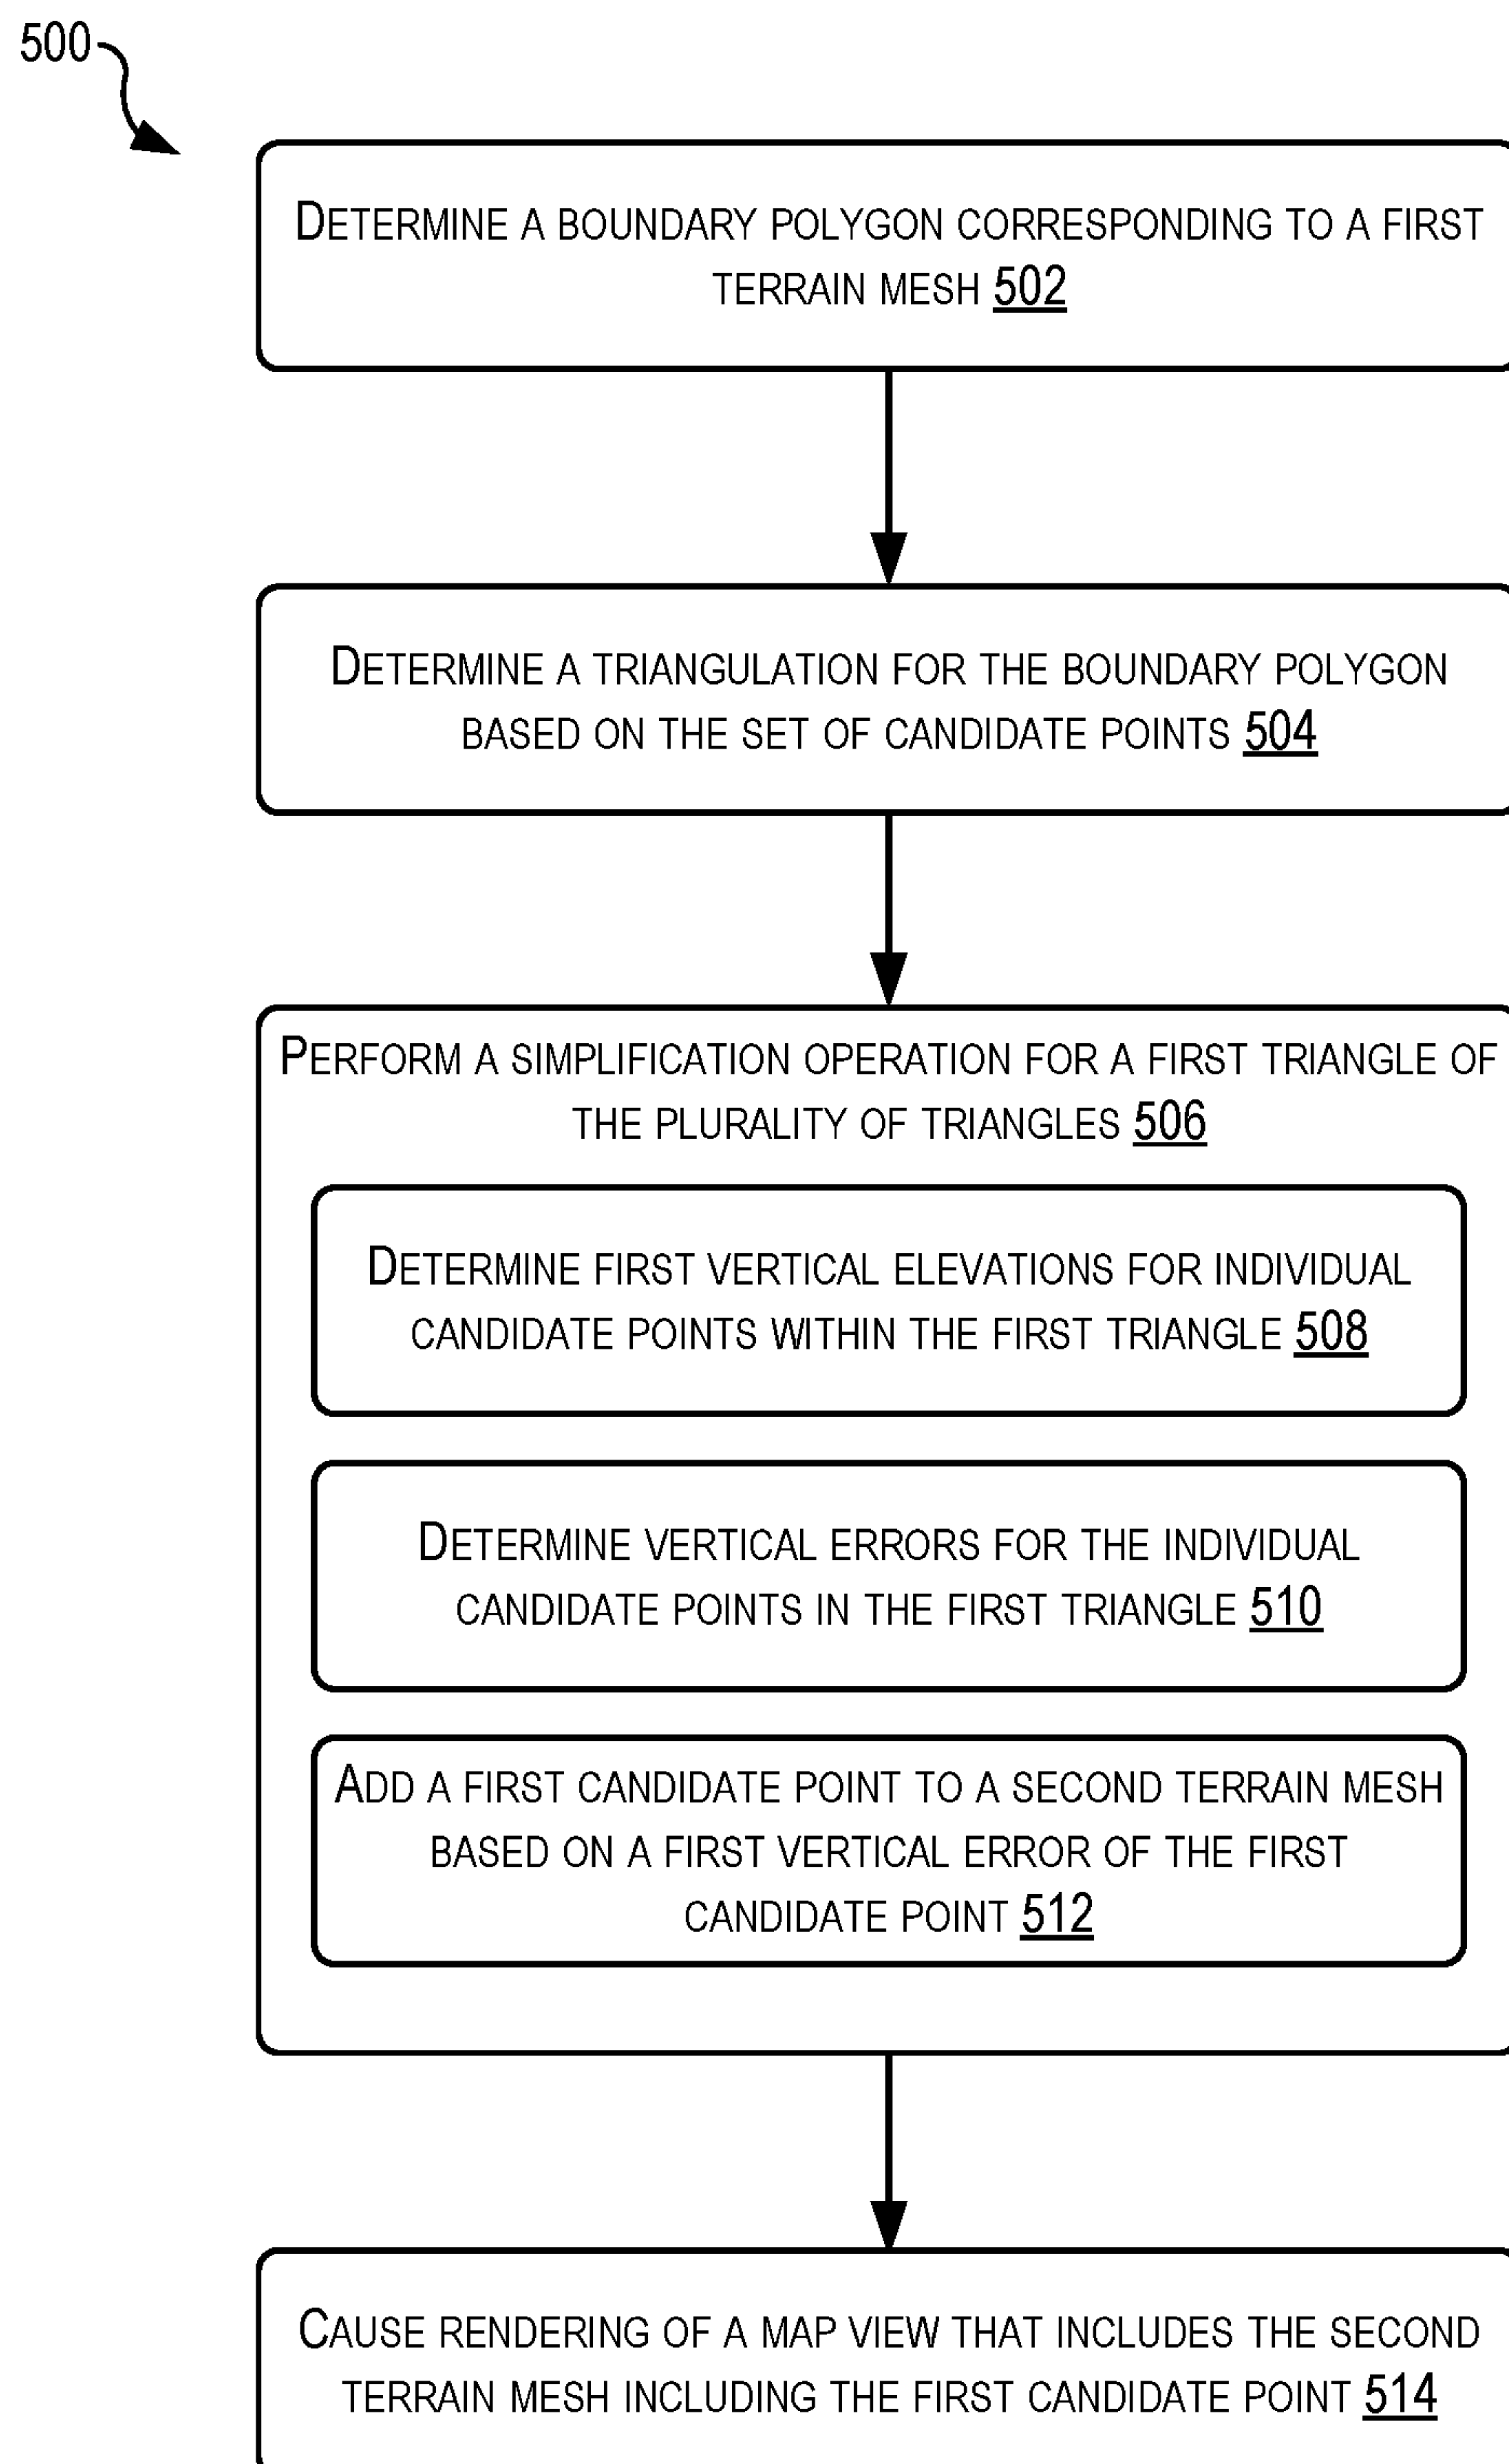 500
DETERMINE A BOUNDARY POLYGON CORRESPONDING TO A FIRST
TERRAIN MESH 502
DETERMINE A TRIANGULATION FOR THE BOUNDARY POLYGON
BASED ON THE SET OF CANDIDATE POINTS 504
PERFORM A SIMPLIFICATION OPERATION FOR A FIRST TRIANGLE OF
THE PLURALITY OF TRIANGLES 506
DETERMINE FIRST VERTICAL ELEVATIONS FOR INDIVIDUAL
CANDIDATE POINTS WITHIN THE FIRST TRIANGLE 508
DETERMINE VERTICAL ERRORS FOR THE INDIVIDUAL
CANDIDATE POINTS IN THE FIRST TRIANGLE 510
ADD A FIRST CANDIDATE POINT TO A SECOND TERRAIN MESH
BASED ON A FIRST VERTICAL ERROR OF THE FIRST
CANDIDATE POINT 512
CAUSE RENDERING OF A MAP VIEW THAT INCLUDES THE SECOND
TERRAIN MESH INCLUDING THE FIRST CANDIDATE POINT 514